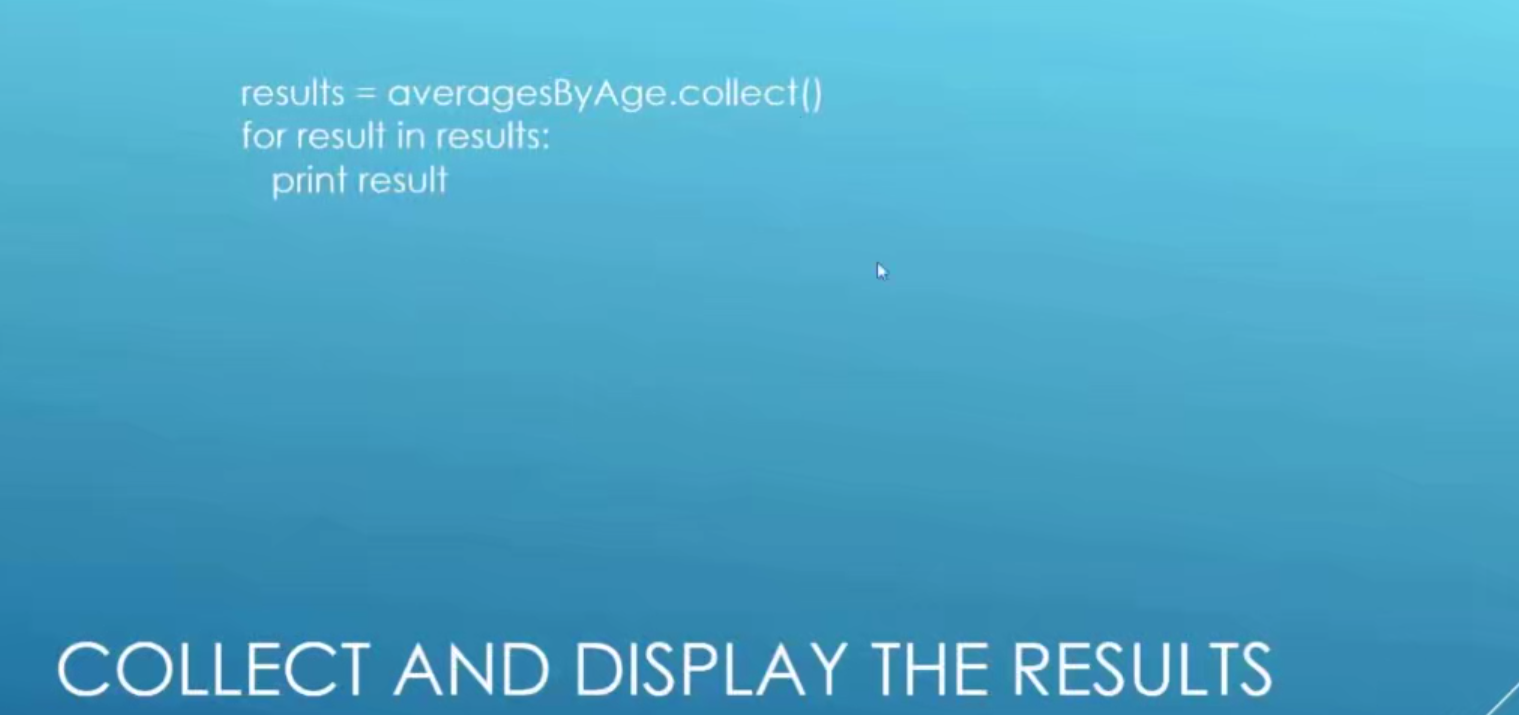 results = averagesByAge.collect()
for result in results:
   print result
COLLECT AND DISPLAY THE RESULTS